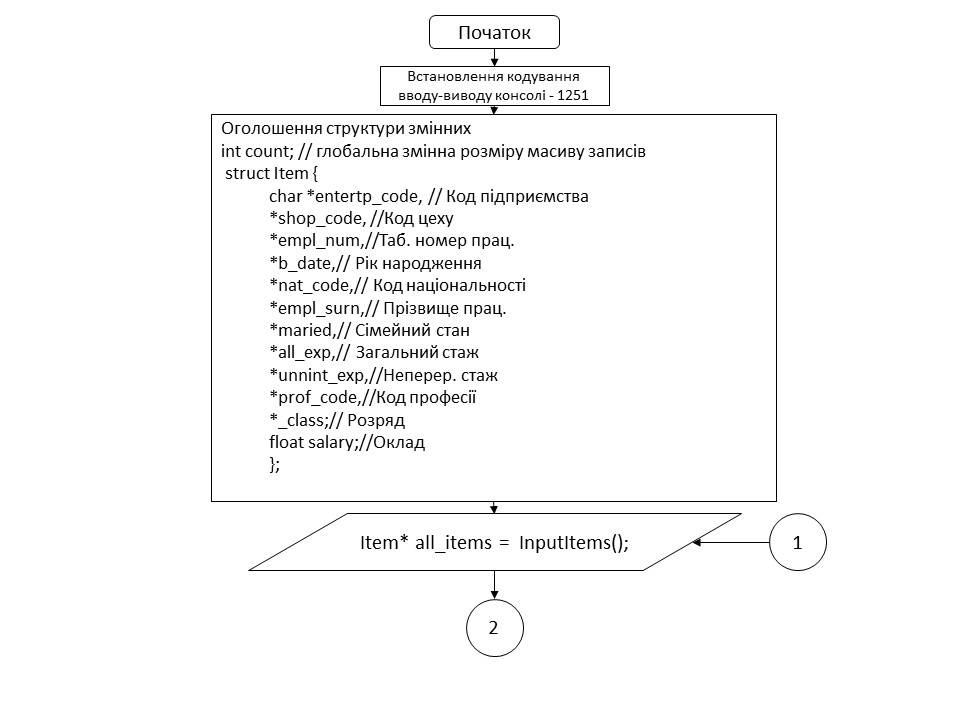 Початок
Встановлення кодування
вводу-виводу консолі - 1251
Оголошення структури змінних
int count; // глобальна змінна розміру масиву записів
struct Item {
char *entertp_code, // Код підприємства
*shop_code, //Код цеху
*empl_num,//Таб. номер прац.
*b_date,// Рік народження
*nat_code,// Код національності
*empl_surn,// Прізвище прац.
*maried,// Сімейний стан
*all_exp,// Загальний стаж
*unnint_exp,//Неперер. стаж
*prof_code,//Код професії
*_class;// Розряд
float salary;//Оклад
};
Item* all_items = InputItems();
1
2